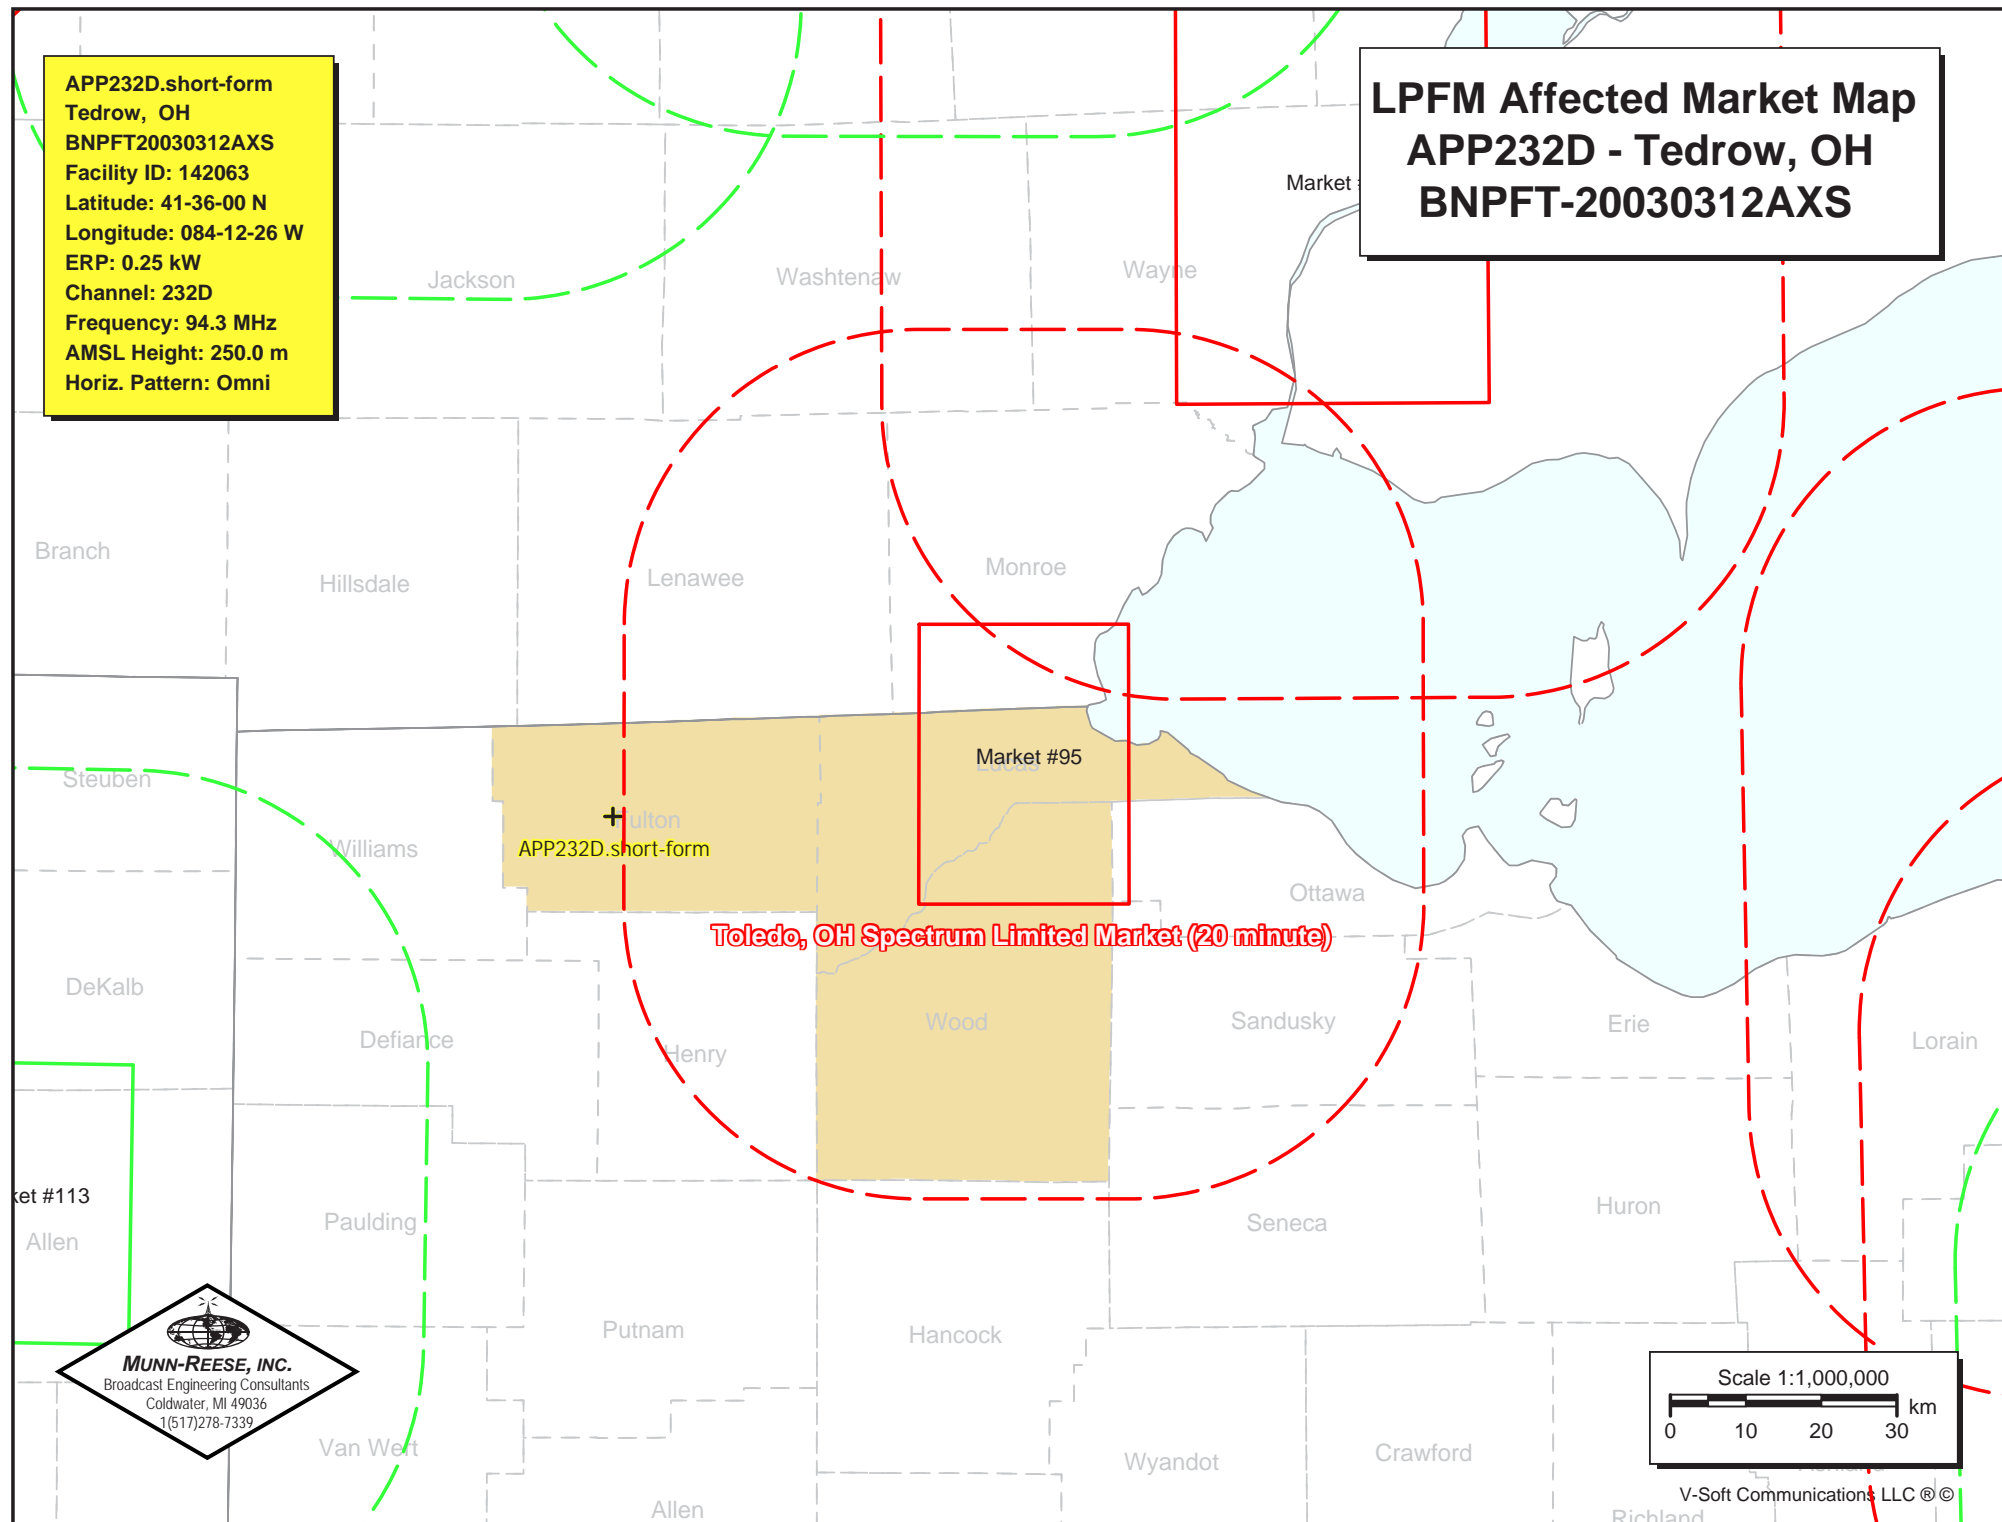 APP232D.short-form
Tedrow, OH
BNPFT20030312AXS
Facility ID: 142063
Latitude: 41-36-00 N
Longitude: 084-12-26 W
ERP: 0.25 kW
Channel: 232D
Frequency: 94.3 MHz
AMSL Height: 250.0 m
Horiz. Pattern: Omni
LPFM Affected Market Map
APP232D - Tedrow, OH
BNPFT-20030312AXS
Market
Jackson
Washtenaw
Wayne
Branch
Hillsdale
Lenawee
Monroe
Steuben
Market #95
Lucas
Fulton
APP232D.short-form
Williams
Ottawa
Toledo, OH Spectrum Limited Market (20 minute)
DeKalb
Defiance
Henry
Wood
Sandusky
Erie
Lorain
ket #113
Allen
Paulding
Seneca
Huron
Putnam
Hancock
MUNN-REESE, INC.
Broadcast Engineering Consultants
Coldwater, MI 49036
1(517)278-7339
Van Wert
Allen
Wyandot
Crawford
Scale 1:1,000,000
km
0 10 20 30
V-Soft Communications LLC ® ©
Richland